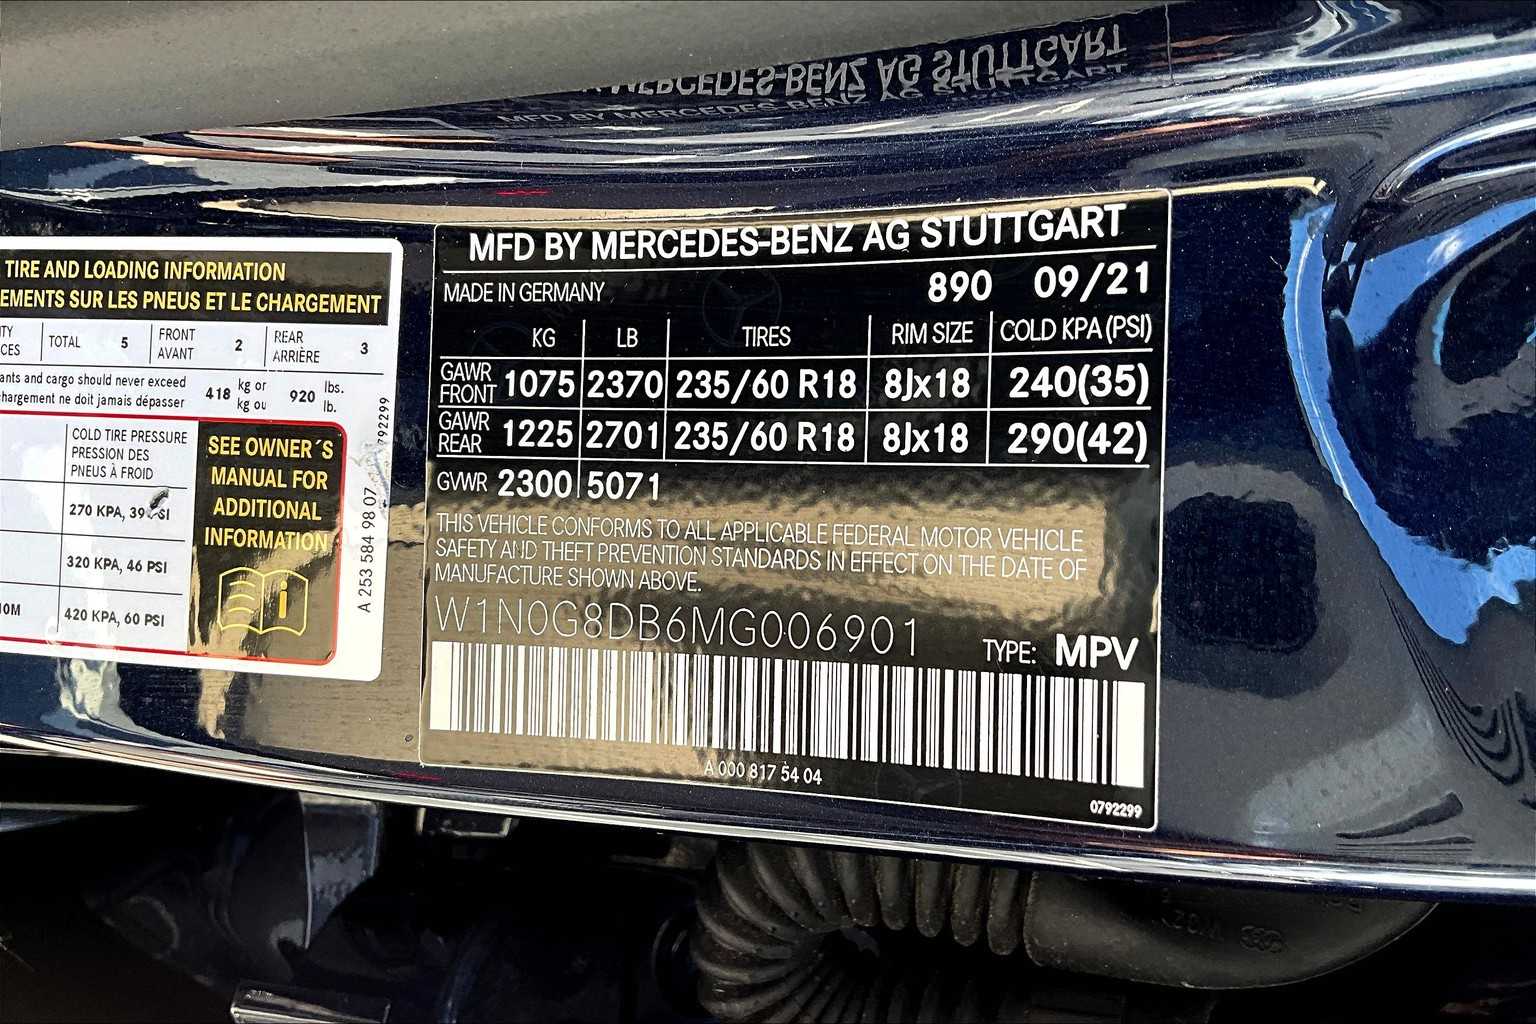 MFD BY MERCEDES-BENZ AG STUTTGART
MADE IN GERMANY 890 09/21
KG LB TIRES RIM SIZE COLD KPA (PSI)
GAWR FRONT 1075 2370 235/60 R18 8Jx18 240(35)
GAWR REAR 1225 2701 235/60 R18 8Jx18 290(42)
GVWR 2300 5071
THIS VEHICLE CONFORMS TO ALL APPLICABLE FEDERAL MOTOR VEHICLE
SAFETY AND THEFT PREVENTION STANDARDS IN EFFECT ON THE DATE OF
MANUFACTURE SHOWN ABOVE.
W1N0G8DB6MG006901
TYPE: MPV
A 000 817 54 04
0792299
TIRE AND LOADING INFORMATION
EMENTS SUR LES PNEUS ET LE CHARGEMENT
TOTAL 5 FRONT AVANT 2 REAR ARRIÈRE 3
ants and cargo should never exceed
hargement ne doit jamais dépasser
418 kg or kg ou 920 lbs. lb.
COLD TIRE PRESSURE
PRESSION DES
PNEUS À FROID
270 KPA,
320 KPA, 46 PSI
420 KPA, 60 PSI
SEE OWNER´S
MANUAL FOR
ADDITIONAL
INFORMATION
A 253 584 98 07
792299